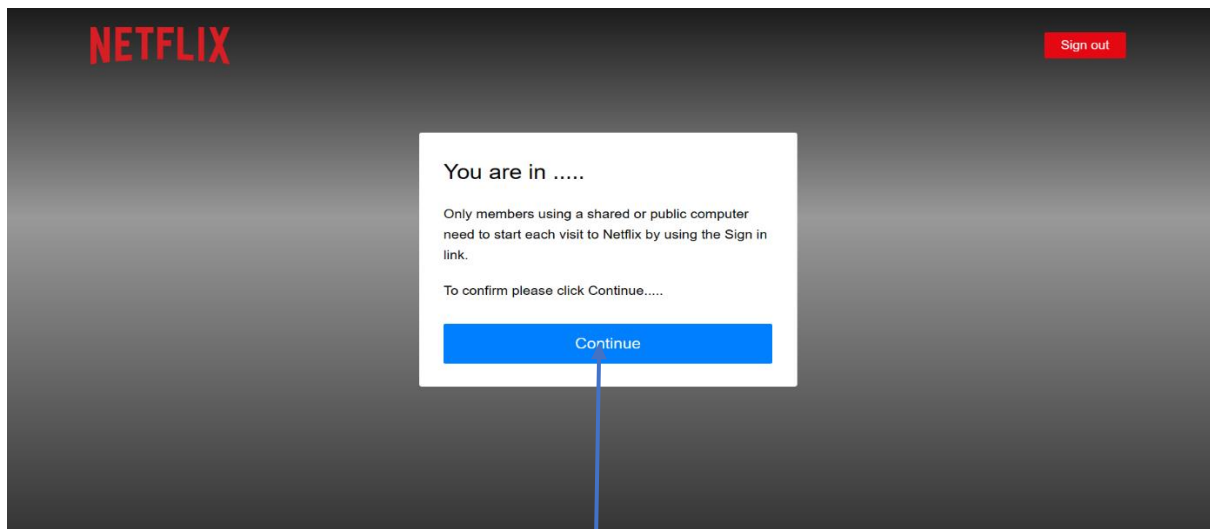 NETFLIX
Sign out
You are in .....
Only members using a shared or public computer
need to start each visit to Netflix by using the Sign in
link.
To confirm please click Continue.....
Continue